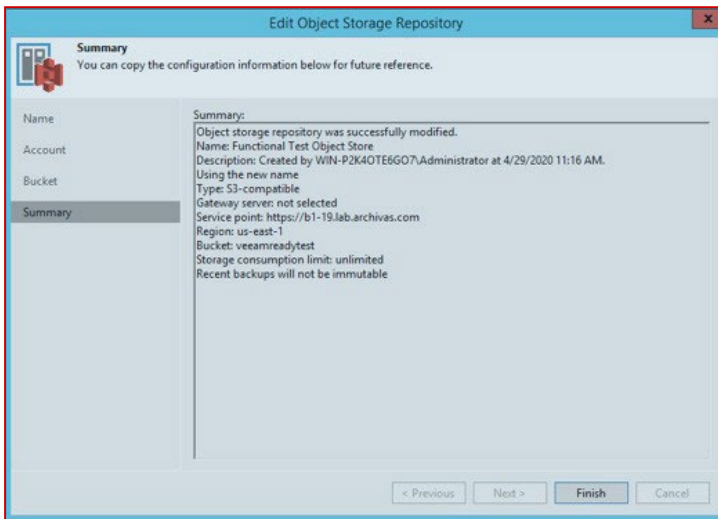 Edit Object Storage Repository
x
Summary
You can copy the configuration information below for future reference.
Name
Account
Bucket
Summary
Summary:
Object storage repository was successfully modified.
Name: Functional Test Object Store
Description: Created by WIN-P2K4OTE6GO7\Administrator at 4/29/2020 11:16 AM.
Using the new name
Type: S3-compatible
Gateway server: not selected
Service point: https://b1-19.lab.archivas.com
Region: us-east-1
Bucket: veeamreadytest
Storage consumption limit: unlimited
Recent backups will not be immutable
< Previous
Next >
Finish
Cancel